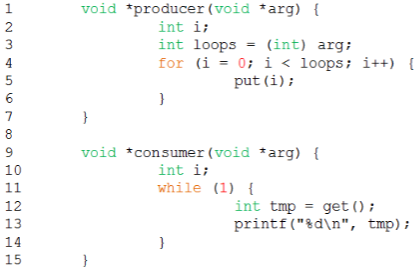 1 void *producer(void *arg) {
2 int i;
3 int loops = (int) arg;
4 for (i = 0; i < loops; i++) {
5 put(i);
6 }
7 }
8
9 void *consumer(void *arg) {
10 int i;
11 while (1) {
12 int tmp = get();
13 printf("%d\n", tmp);
14 }
15 }